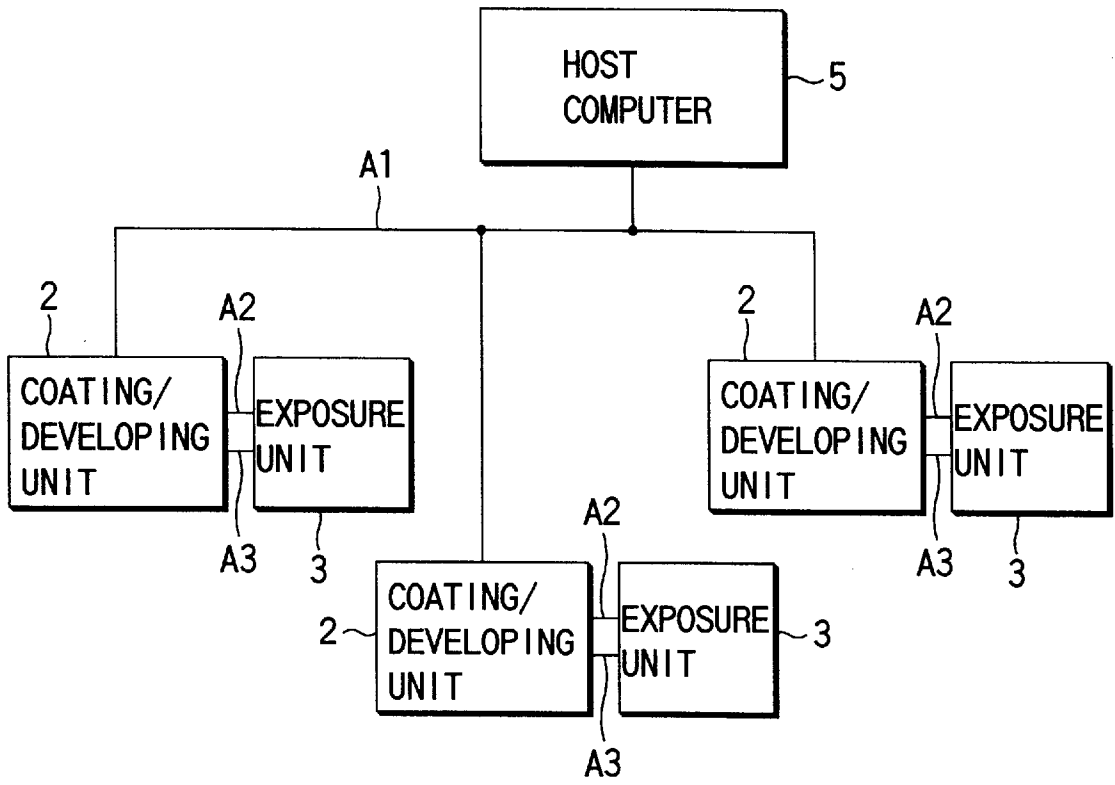 HOST
COMPUTER
5
A1
2
A2
COATING/
DEVELOPING
UNIT
EXPOSURE
UNIT
A3
3
2
A2
COATING/
DEVELOPING
UNIT
EXPOSURE
UNIT
A3
3
A2
2
COATING/
DEVELOPING
UNIT
EXPOSURE
UNIT
3
A3